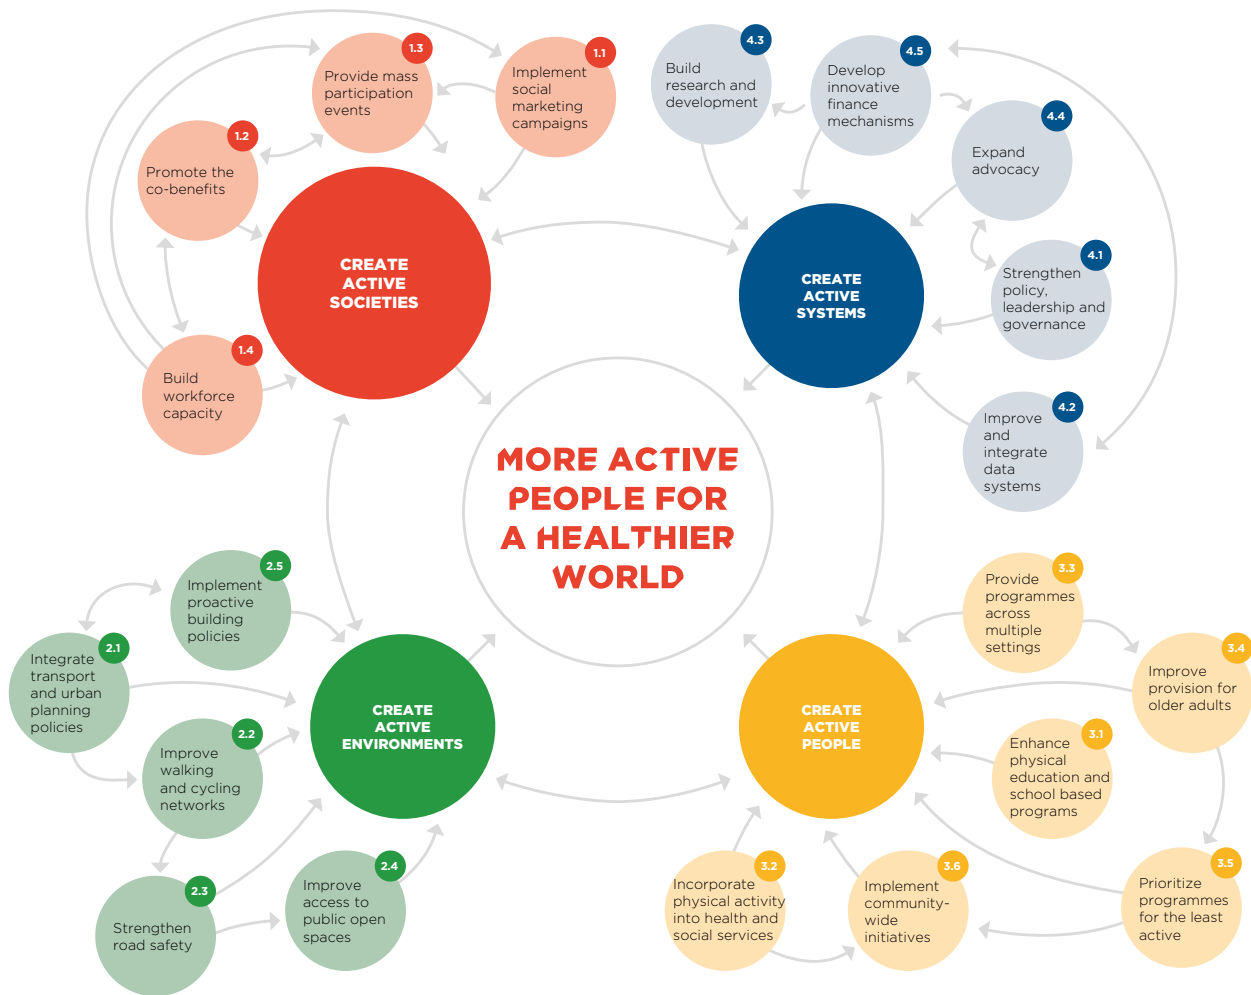 1.3
Provide mass
participation
events
1.1
Implement
social
marketing
campaigns
1.2
Promote the
co-benefits
1.4
Build
workforce
capacity
CREATE
ACTIVE
SOCIETIES
4.3
Build
research and
development
4.5
Develop
innovative
finance
mechanisms
4.4
Expand
advocacy
4.1
Strengthen
policy,
leadership and
governance
4.2
Improve
and
integrate
data
systems
CREATE
ACTIVE
SYSTEMS
MORE ACTIVE
PEOPLE FOR
A HEALTHIER
WORLD
2.5
Implement
proactive
building
policies
2.1
Integrate
transport
and urban
planning
policies
2.2
Improve
walking
and cycling
networks
2.3
Strengthen
road safety
2.4
Improve
access to
public open
spaces
CREATE
ACTIVE
ENVIRONMENTS
CREATE
ACTIVE
PEOPLE
3.3
Provide
programmes
across
multiple
settings
3.4
Improve
provision for
older adults
3.1
Enhance
physical
education and
school based
programs
3.2
Incorporate
physical activity
into health and
social services
3.6
Implement
community-
wide
initiatives
3.5
Prioritize
programmes
for the least
active